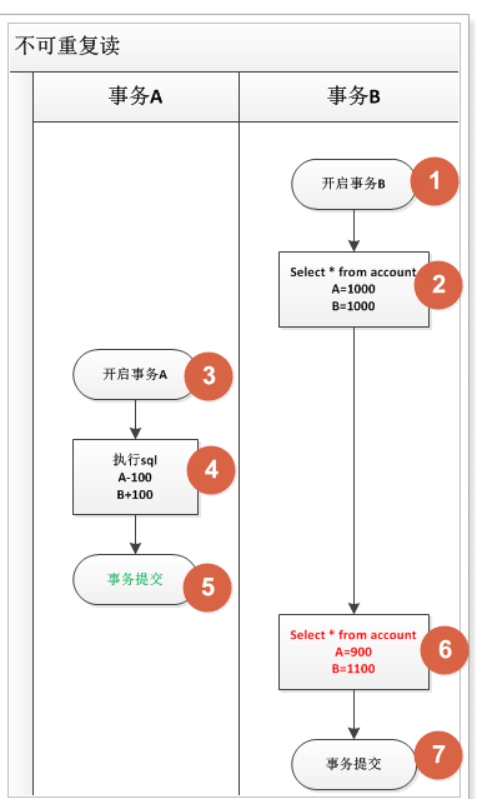 不可重复读
事务A
事务B
开启事务B
1
Select * from account
A=1000
B=1000
2
开启事务A
3
执行sql
A-100
B+100
4
事务提交
5
Select * from account
A=900
B=1100
6
事务提交
7